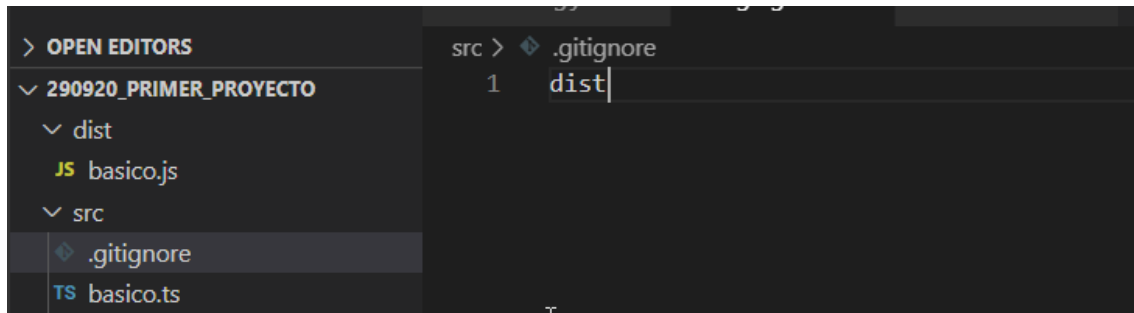 OPEN EDITORS
290920_PRIMER_PROYECTO
dist
JS basico.js
src
.gitignore
TS basico.ts
src > .gitignore
1 dist